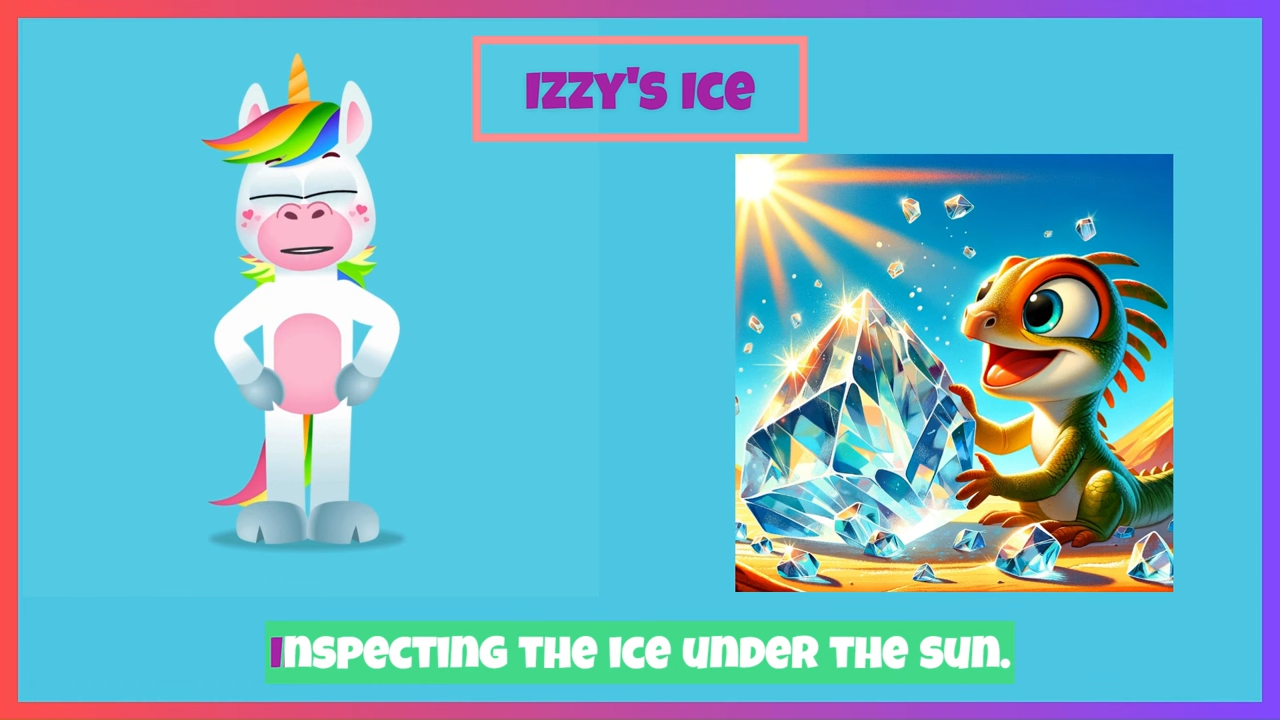 Izzy's Ice
Inspecting the ice under the sun.